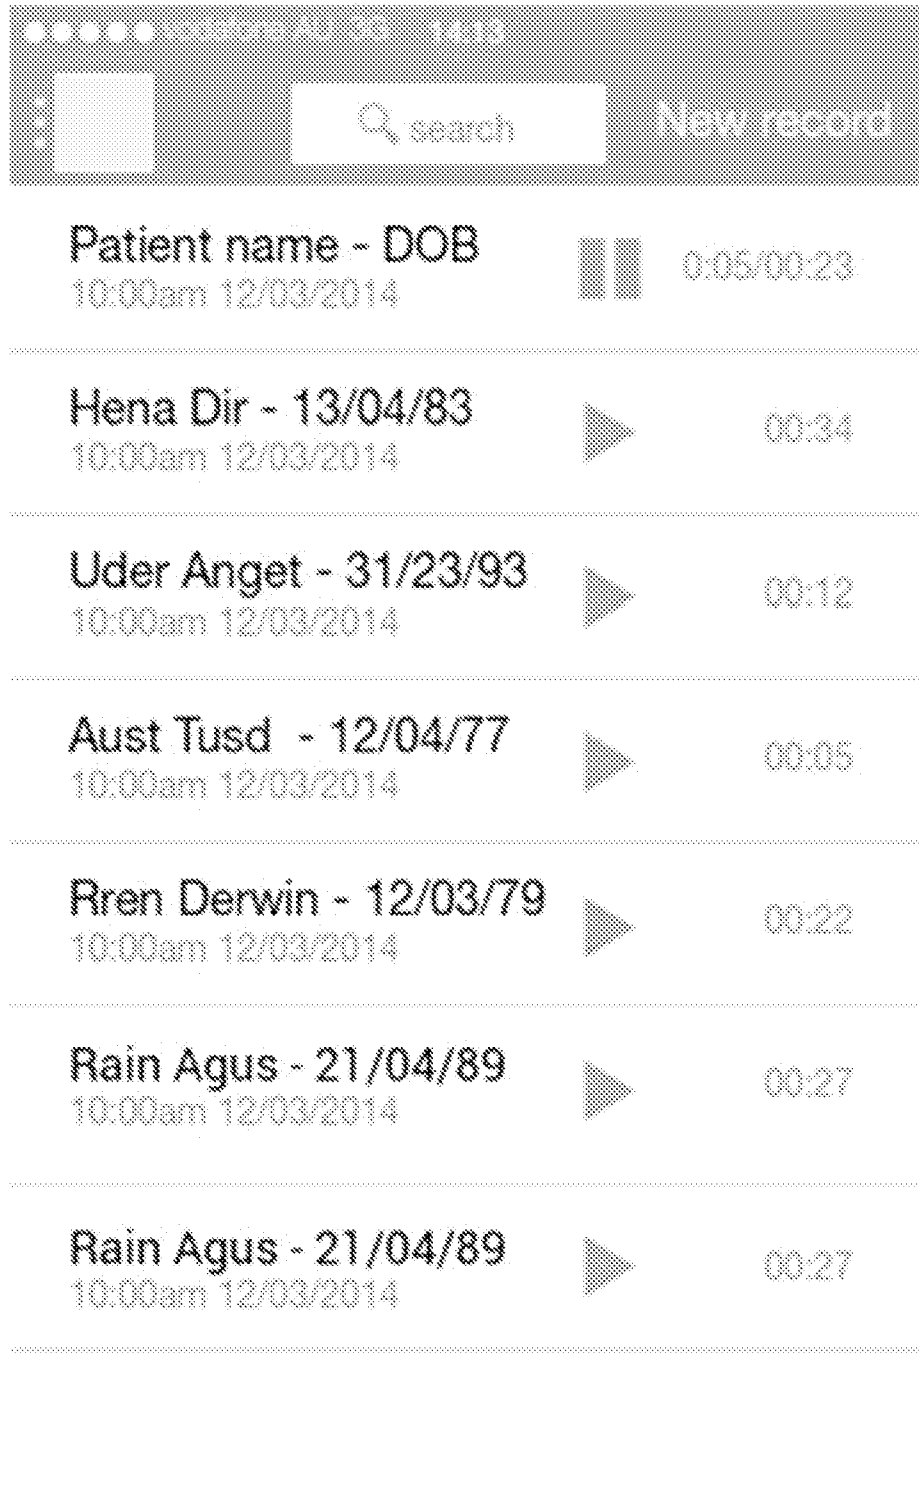 AU 3G 14:13
search
New record
Patient name - DOB
10:00am 12/03/2014
0:05/00:23
Hena Dir - 13/04/83
10:00am 12/03/2014
00:34
Uder Anget - 31/23/93
10:00am 12/03/2014
00:12
Aust Tusd - 12/04/77
10:00am 12/03/2014
00:05
Rren Derwin - 12/03/79
10:00am 12/03/2014
00:22
Rain Agus - 21/04/89
10:00am 12/03/2014
00:27
Rain Agus - 21/04/89
10:00am 12/03/2014
00:27